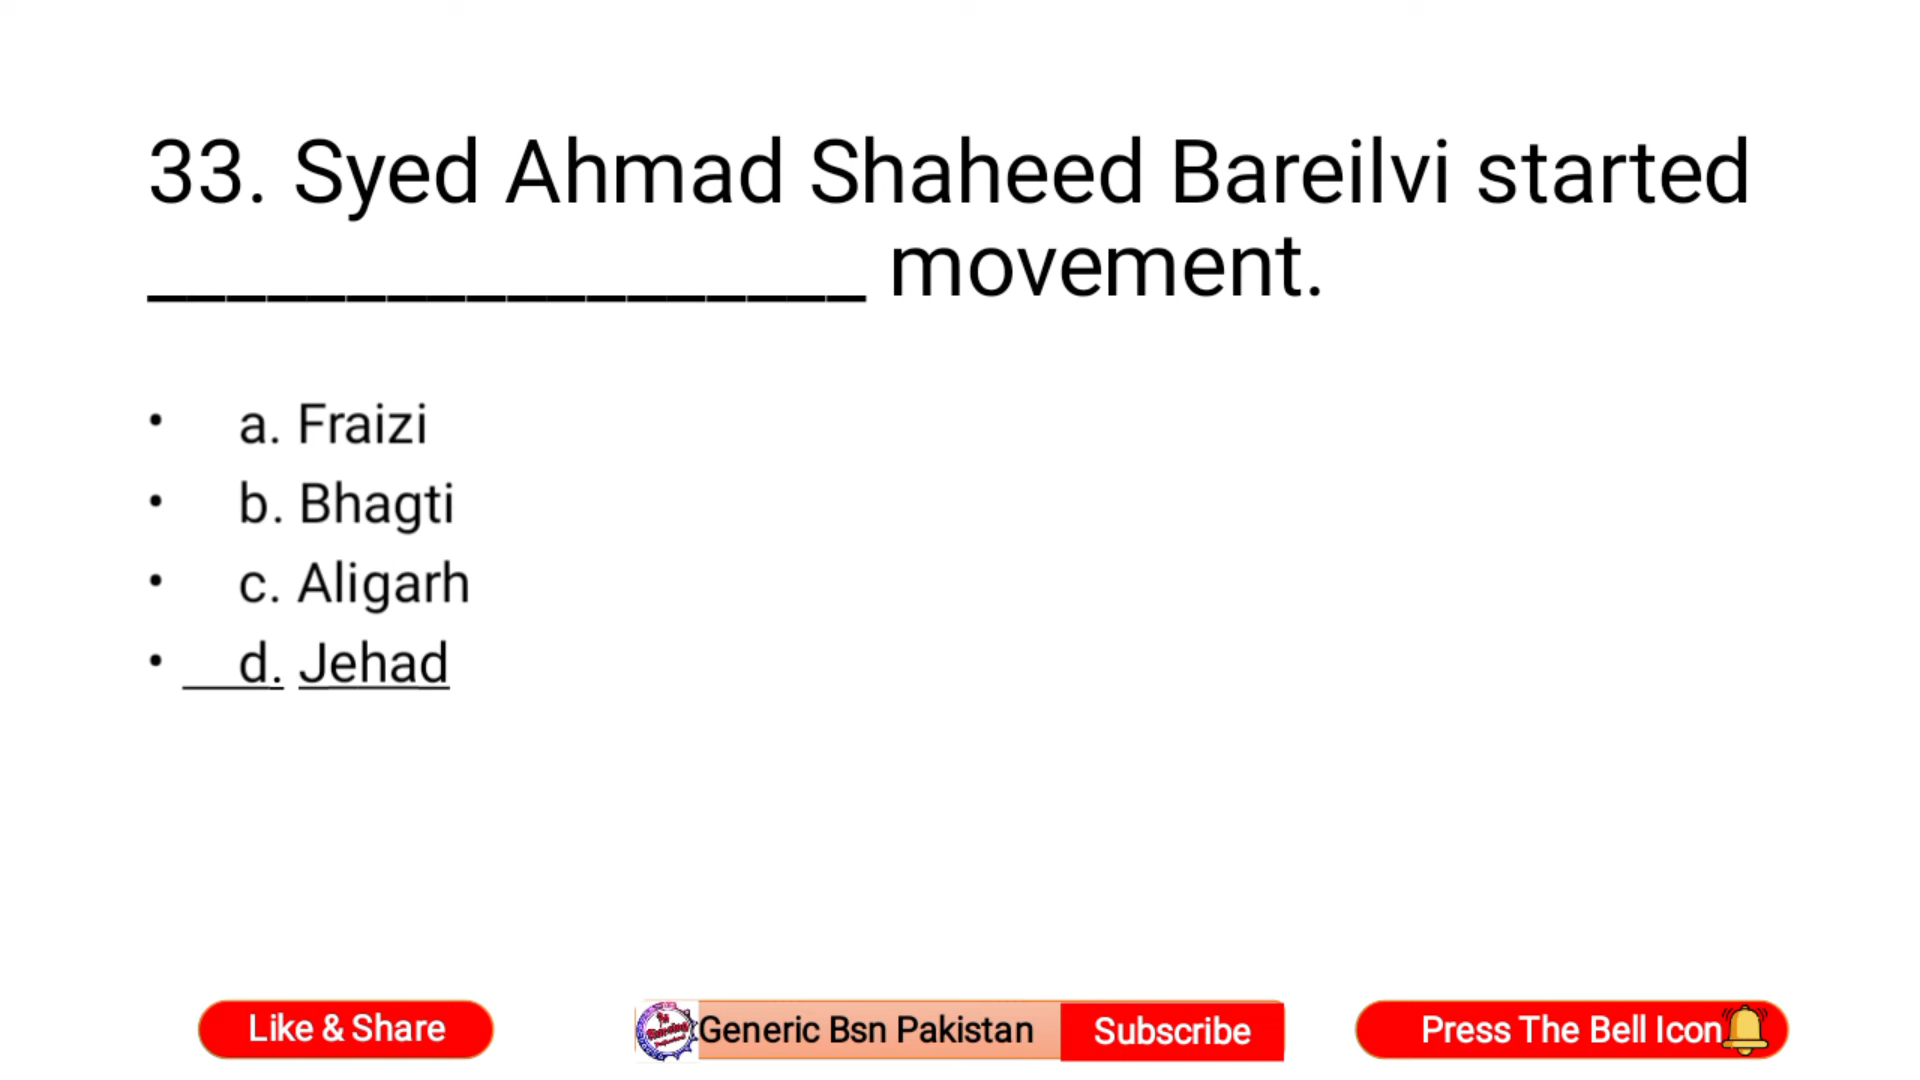 33. Syed Ahmad Shaheed Bareilvi started
__________________ movement.
• a. Fraizi
• b. Bhagti
• c. Aligarh
• d. Jehad
Like & Share
Generic Bsn Pakistan
Subscribe
Press The Bell Icon